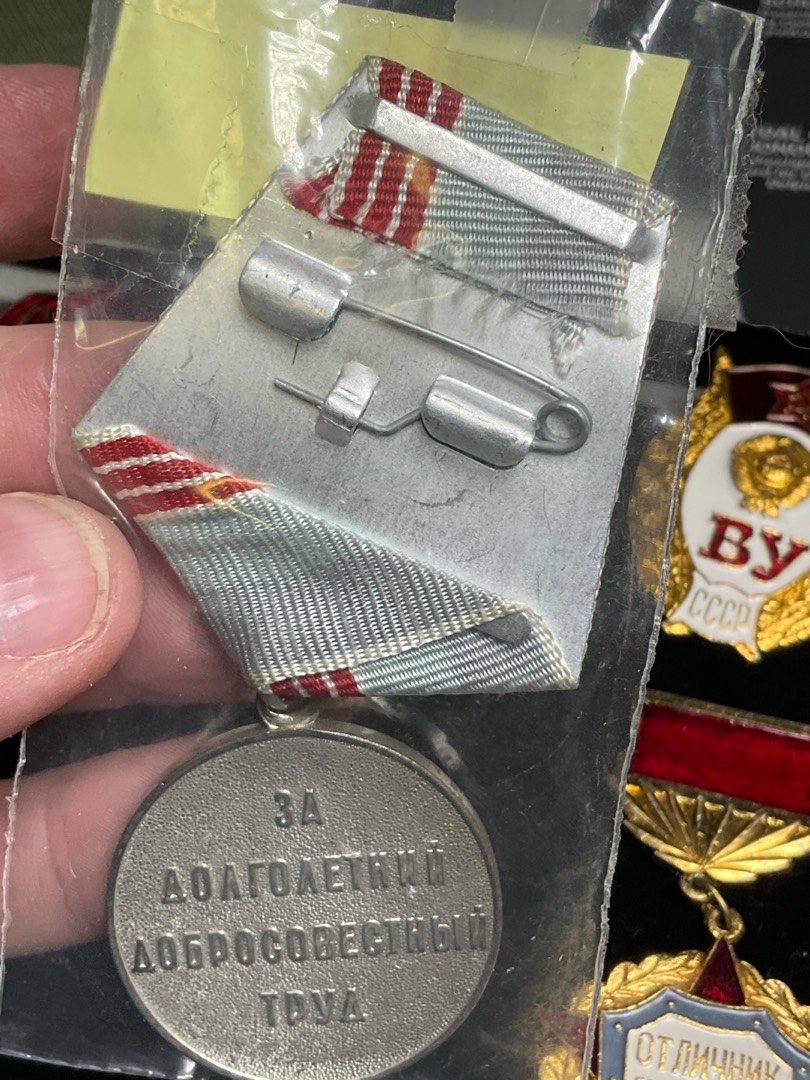 ЗА
ДОЛГОЛЕТНИЙ
ДОБРОСОВЕСТНЫЙ
ТРУД
ВУ
СССР
ОТЛИЧНИК